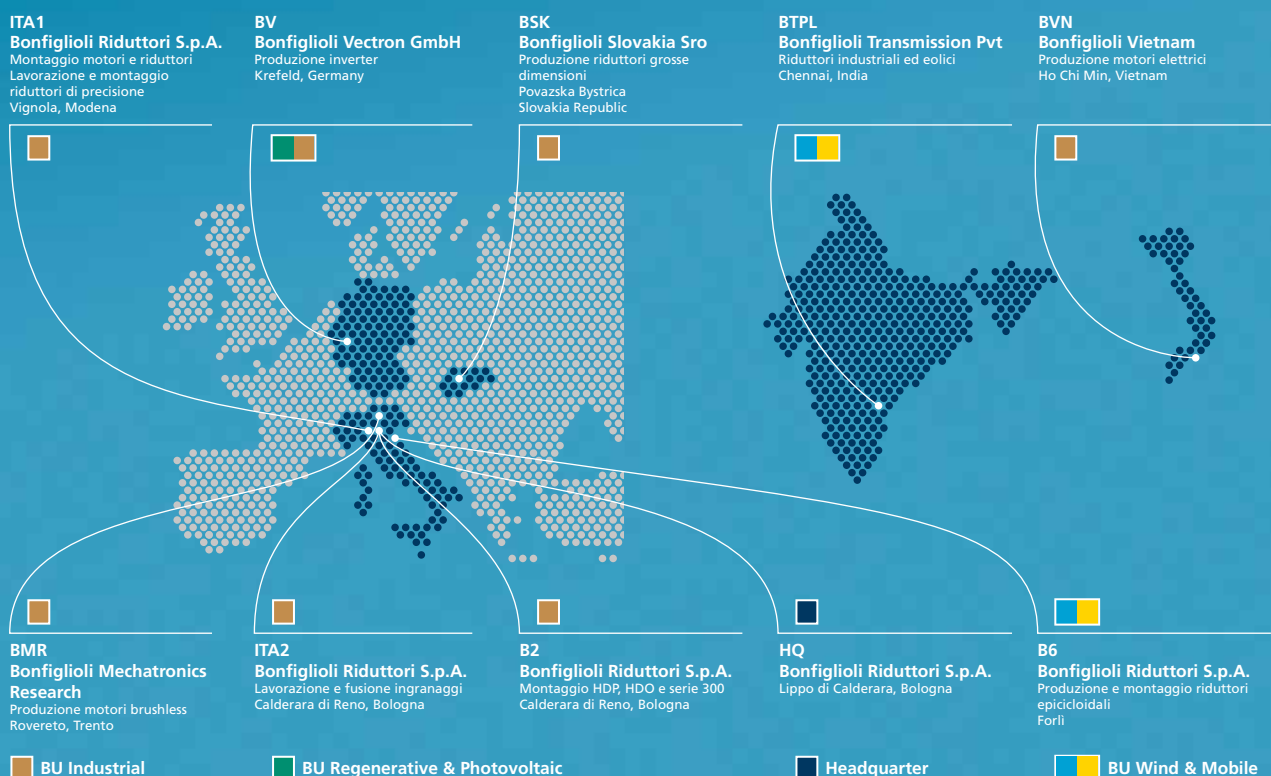 ITA1
Bonfiglioli Riduttori S.p.A.
Montaggio motori e riduttori
Lavorazione e montaggio
riduttori di precisione
Vignola, Modena
BV
Bonfiglioli Vectron GmbH
Produzione inverter
Krefeld, Germany
BSK
Bonfiglioli Slovakia Sro
Produzione riduttori grosse
dimensioni
Povazska Bystrica
Slovakia Republic
BTPL
Bonfiglioli Transmission Pvt
Riduttori industriali ed eolici
Chennai, India
BVN
Bonfiglioli Vietnam
Produzione motori elettrici
Ho Chi Min, Vietnam
BMR
Bonfiglioli Mechatronics
Research
Produzione motori brushless
Rovereto, Trento
ITA2
Bonfiglioli Riduttori S.p.A.
Lavorazione e fusione ingranaggi
Calderara di Reno, Bologna
B2
Bonfiglioli Riduttori S.p.A.
Montaggio HDP, HDO e serie 300
Calderara di Reno, Bologna
HQ
Bonfiglioli Riduttori S.p.A.
Lippo di Calderara, Bologna
B6
Bonfiglioli Riduttori S.p.A.
Produzione e montaggio riduttori
epicicloidali
Forlì
BU Industrial
BU Regenerative & Photovoltaic
Headquarter
BU Wind & Mobile